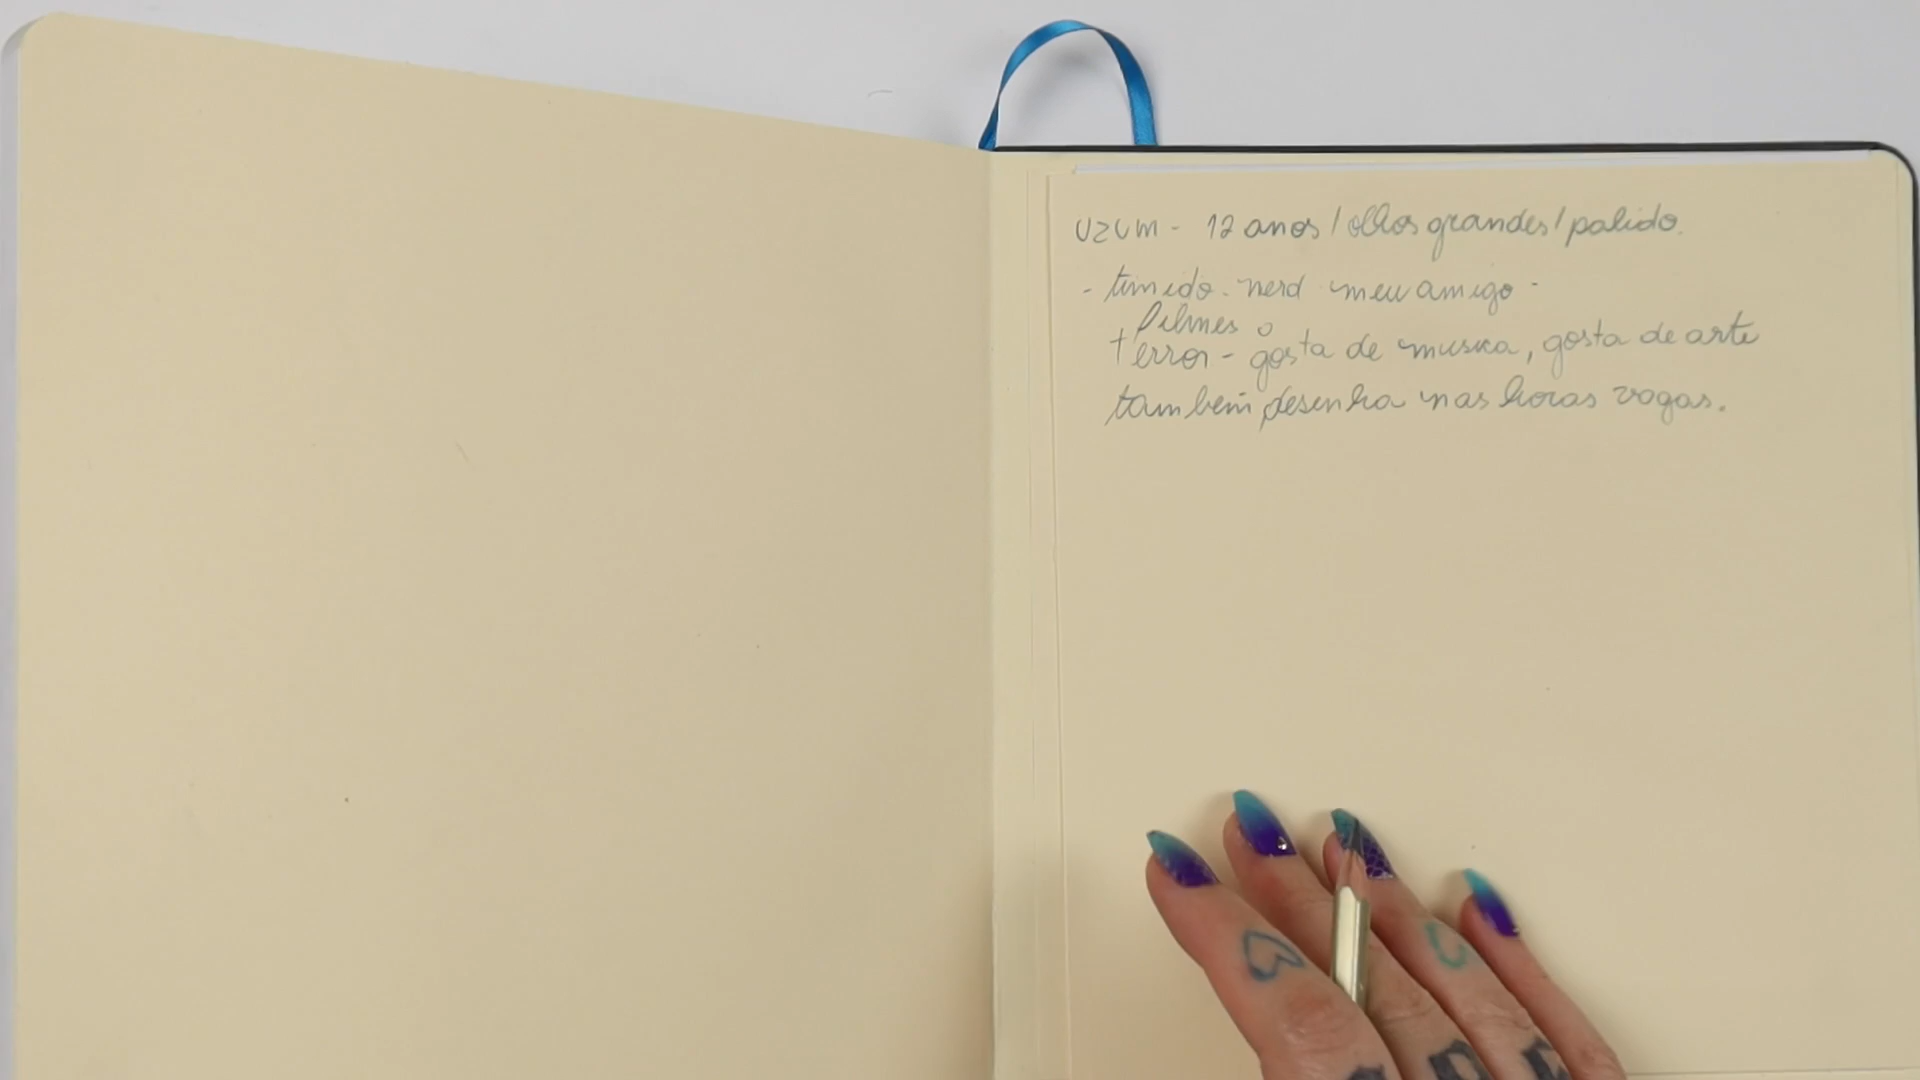 uzum - 12 anos / olhos grandes / palido.
- timido - nerd meu amigo -
filmes o
terror - gosta de musica, gosta de arte
também desenha nas horas vagas.